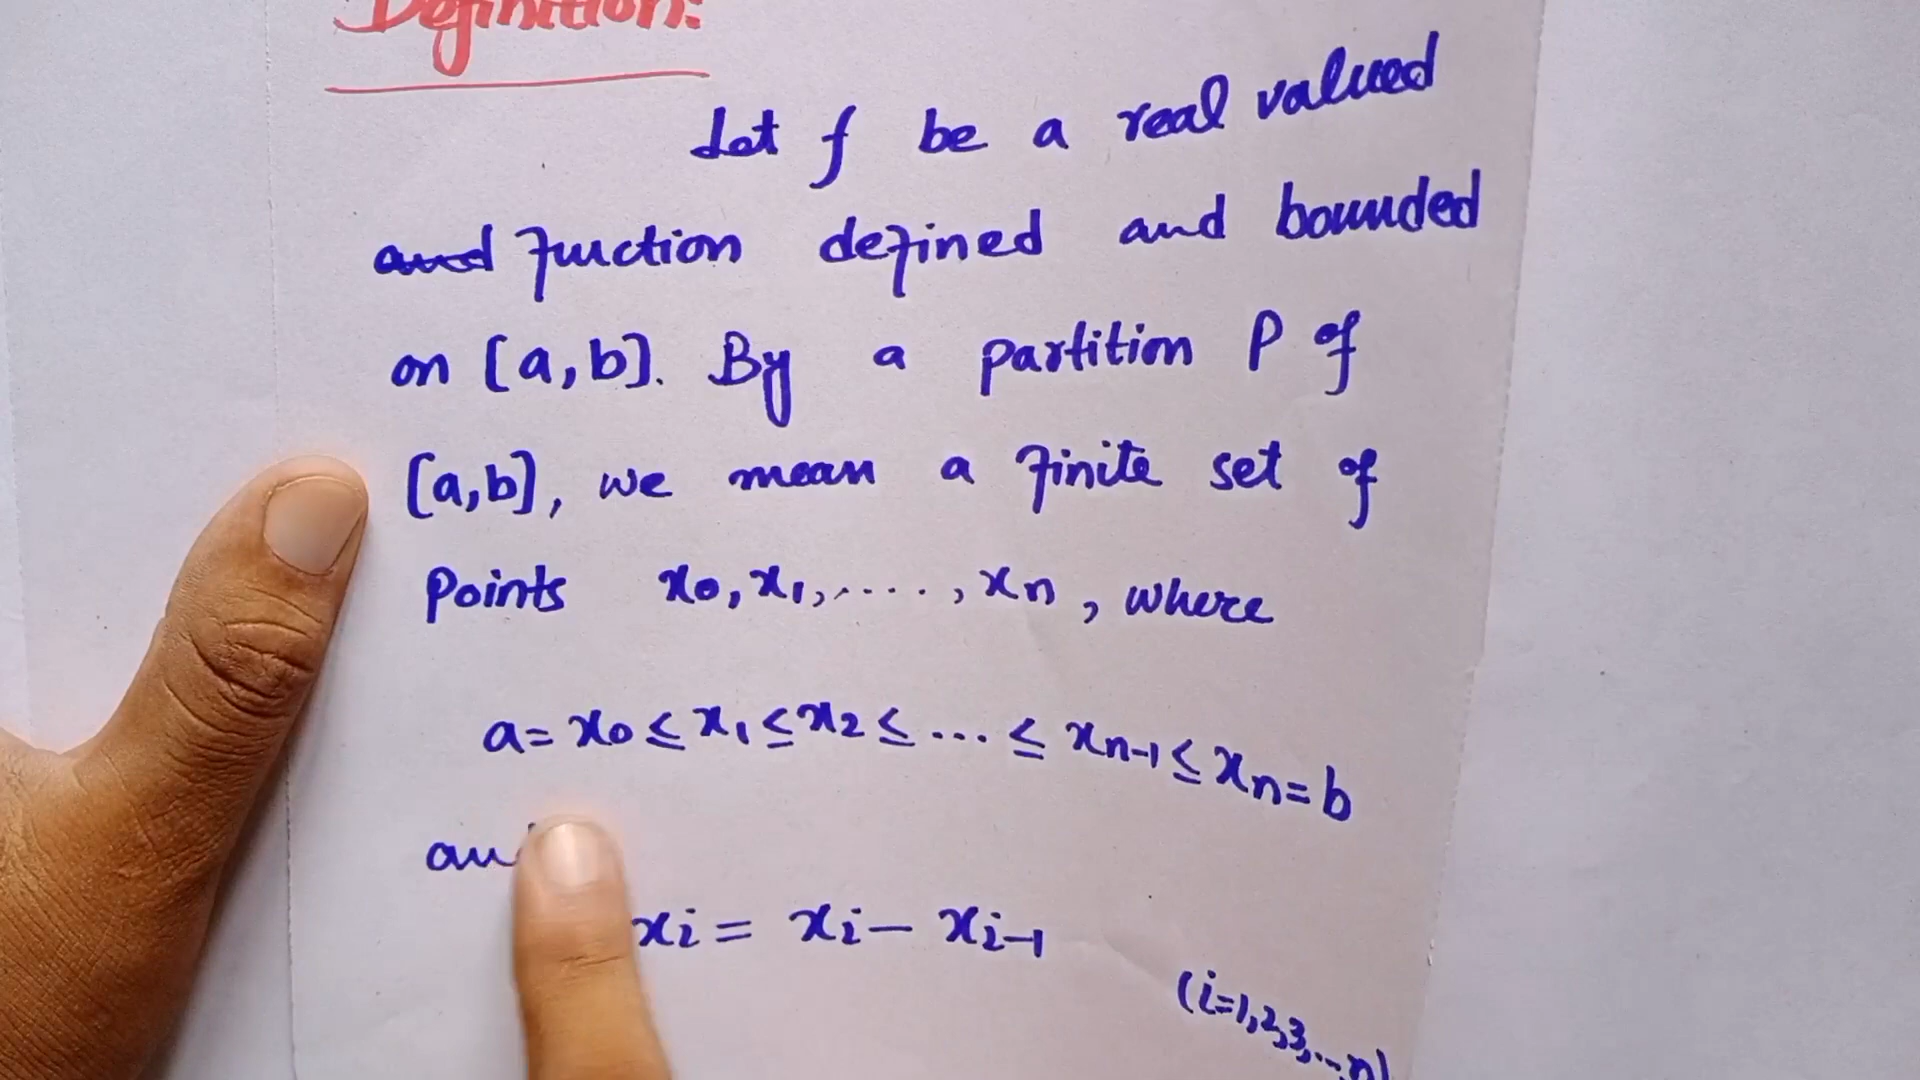 Definition:
Let f be a real valued
and function defined and bounded
on [a,b]. By a partition P of
[a,b], we mean a finite set of
Points x₀, x₁, ....., xₙ, where
a = x₀ ≤ x₁ ≤ x₂ ≤ ... ≤ xₙ₋₁ ≤ xₙ = b
xᵢ = xᵢ - xᵢ₋₁
(i=1,2,3,...n)